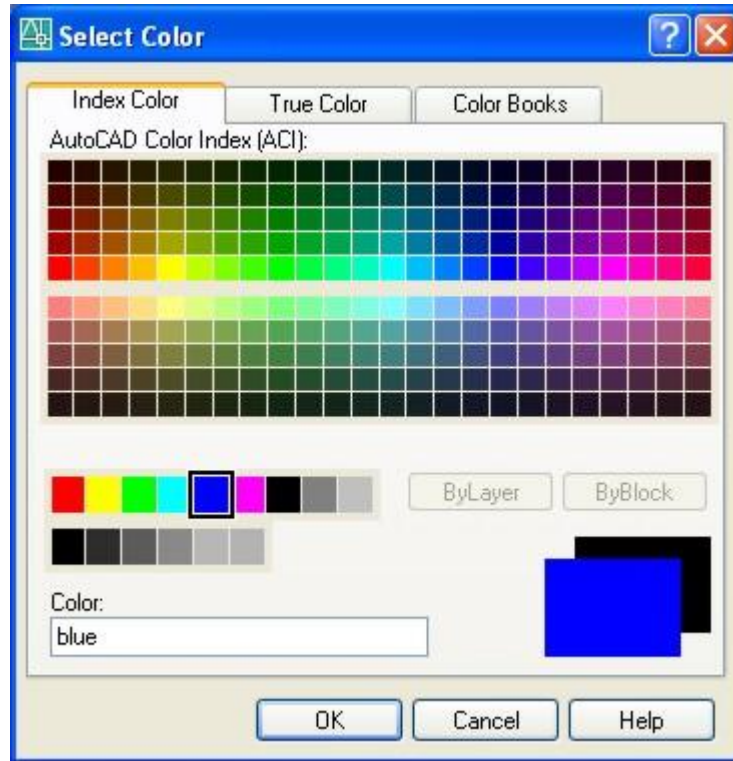 Select Color
Index Color True Color Color Books
AutoCAD Color Index (ACI):
ByLayer ByBlock
Color:
blue
OK Cancel Help